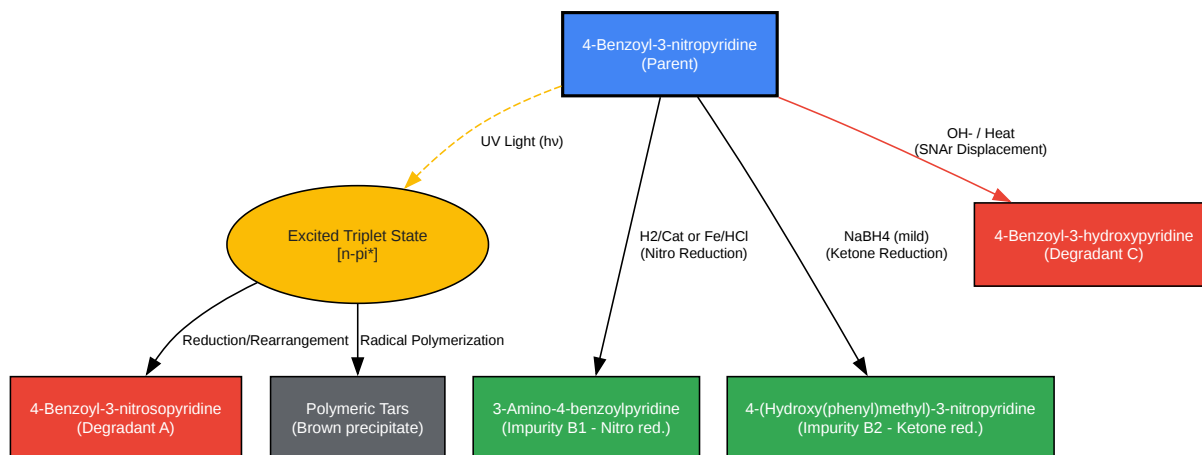 4-Benzoyl-3-nitropyridine
(Parent)
UV Light (hν)
OH- / Heat
(SNAr Displacement)
Excited Triplet State
[n-pi*]
H2/Cat or Fe/HCl
(Nitro Reduction)
NaBH4 (mild)
(Ketone Reduction)
4-Benzoyl-3-hydroxypyridine
(Degradant C)
Reduction/Rearrangement
Radical Polymerization
4-Benzoyl-3-nitrosopyridine
(Degradant A)
Polymeric Tars
(Brown precipitate)
3-Amino-4-benzoylpyridine
(Impurity B1 - Nitro red.)
4-(Hydroxy(phenyl)methyl)-3-nitropyridine
(Impurity B2 - Ketone red.)